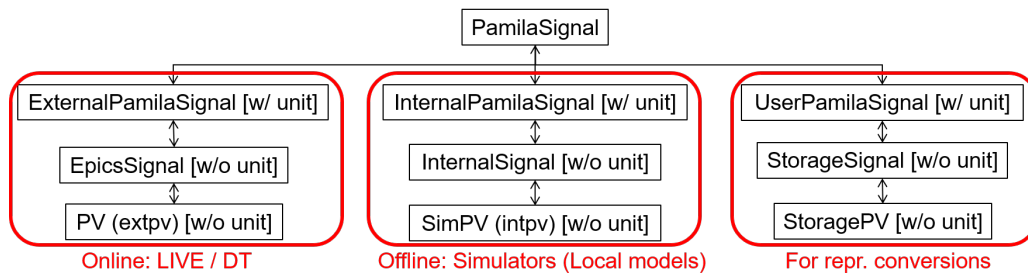 PamilaSignal
ExternalPamilaSignal [w/ unit]
EpicsSignal [w/o unit]
PV (extpv) [w/o unit]
Online: LIVE / DT
InternalPamilaSignal [w/ unit]
InternalSignal [w/o unit]
SimPV (intpv) [w/o unit]
Offline: Simulators (Local models)
UserPamilaSignal [w/ unit]
StorageSignal [w/o unit]
StoragePV [w/o unit]
For repr. conversions